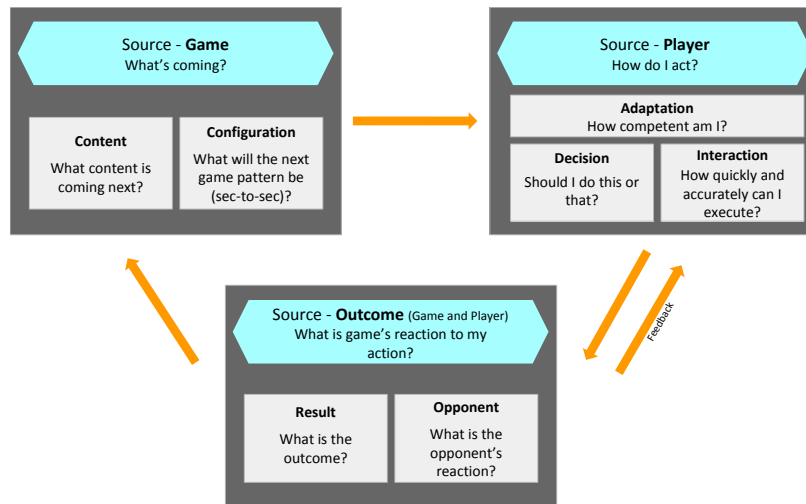 Source - Game
What's coming?
Content
What content is
coming next?
Configuration
What will the next
game pattern be
(sec-to-sec)?
Source - Player
How do I act?
Adaptation
How competent am I?
Decision
Should I do this or
that?
Interaction
How quickly and
accurately can I
execute?
Feedback
Source - Outcome (Game and Player)
What is game's reaction to my
action?
Result
What is the
outcome?
Opponent
What is the
opponent's
reaction?